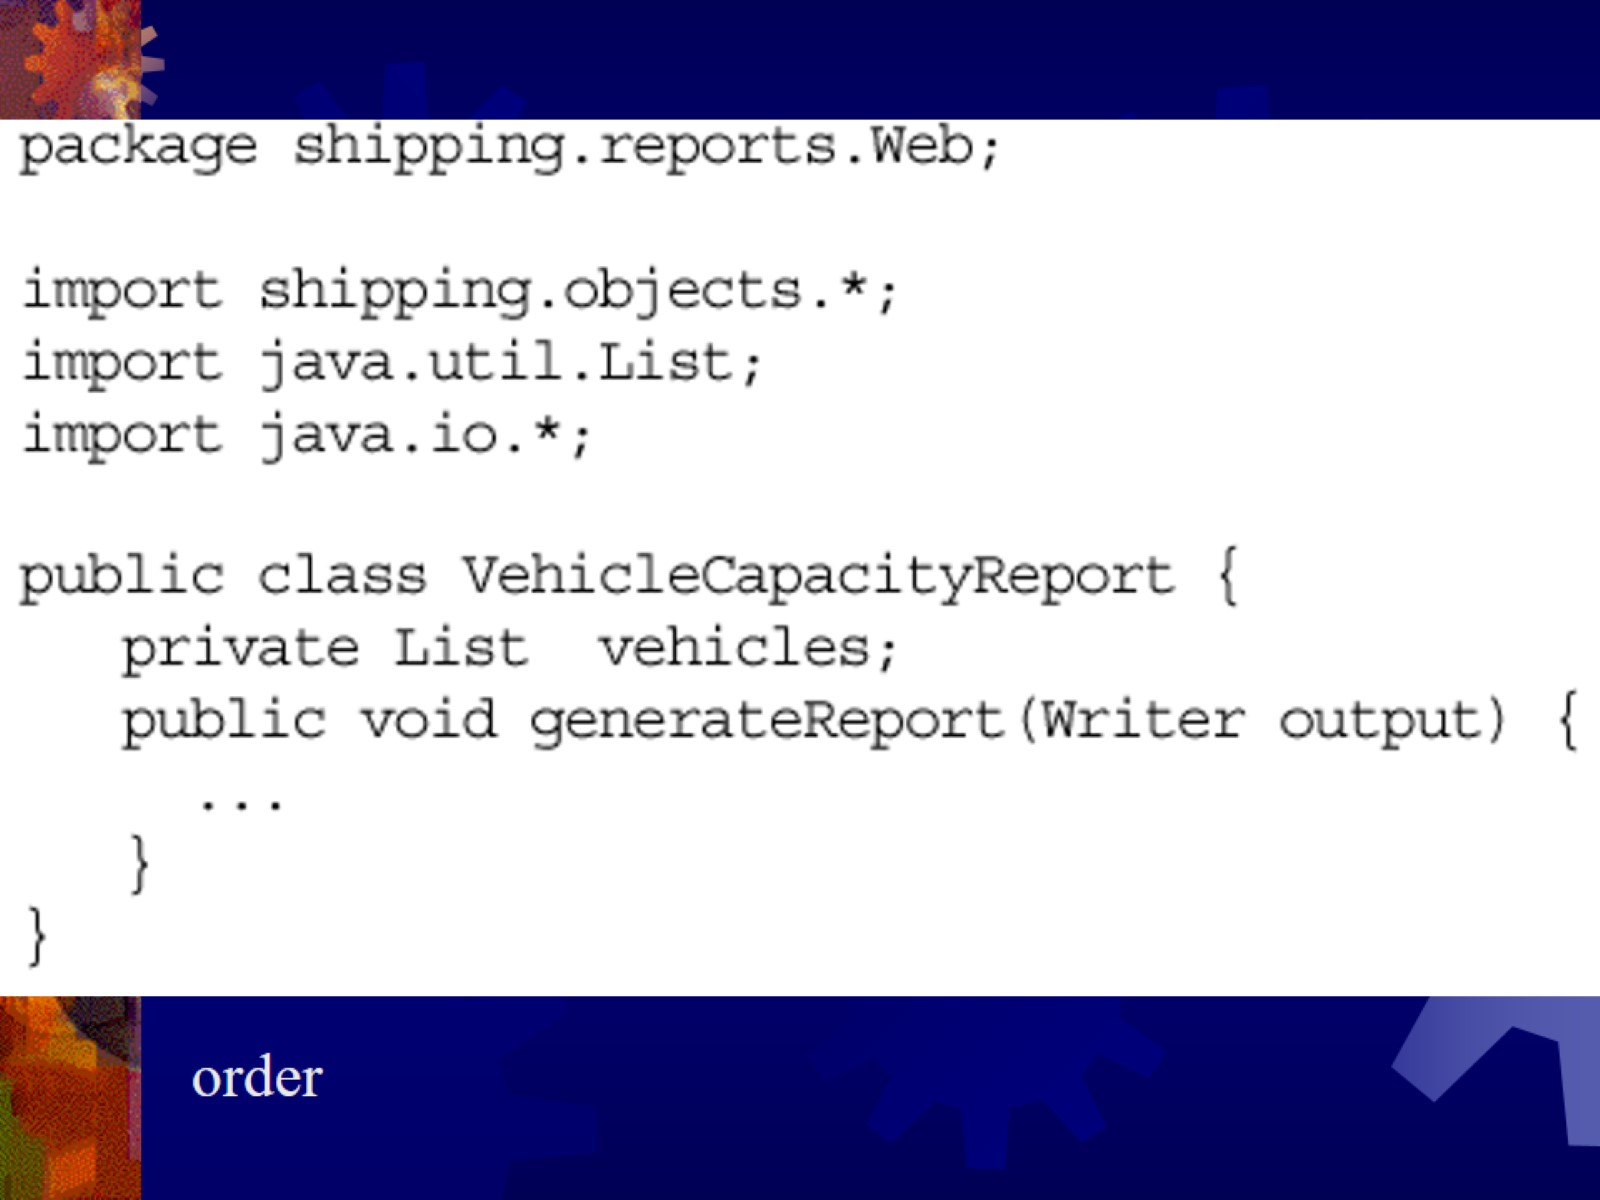 package shipping.reports.Web;
import shipping.objects.*;
import java.util.List;
import java.io.*;
public class VehicleCapacityReport {
private List  vehicles;
public void generateReport(Writer output) {
...
}
}
order